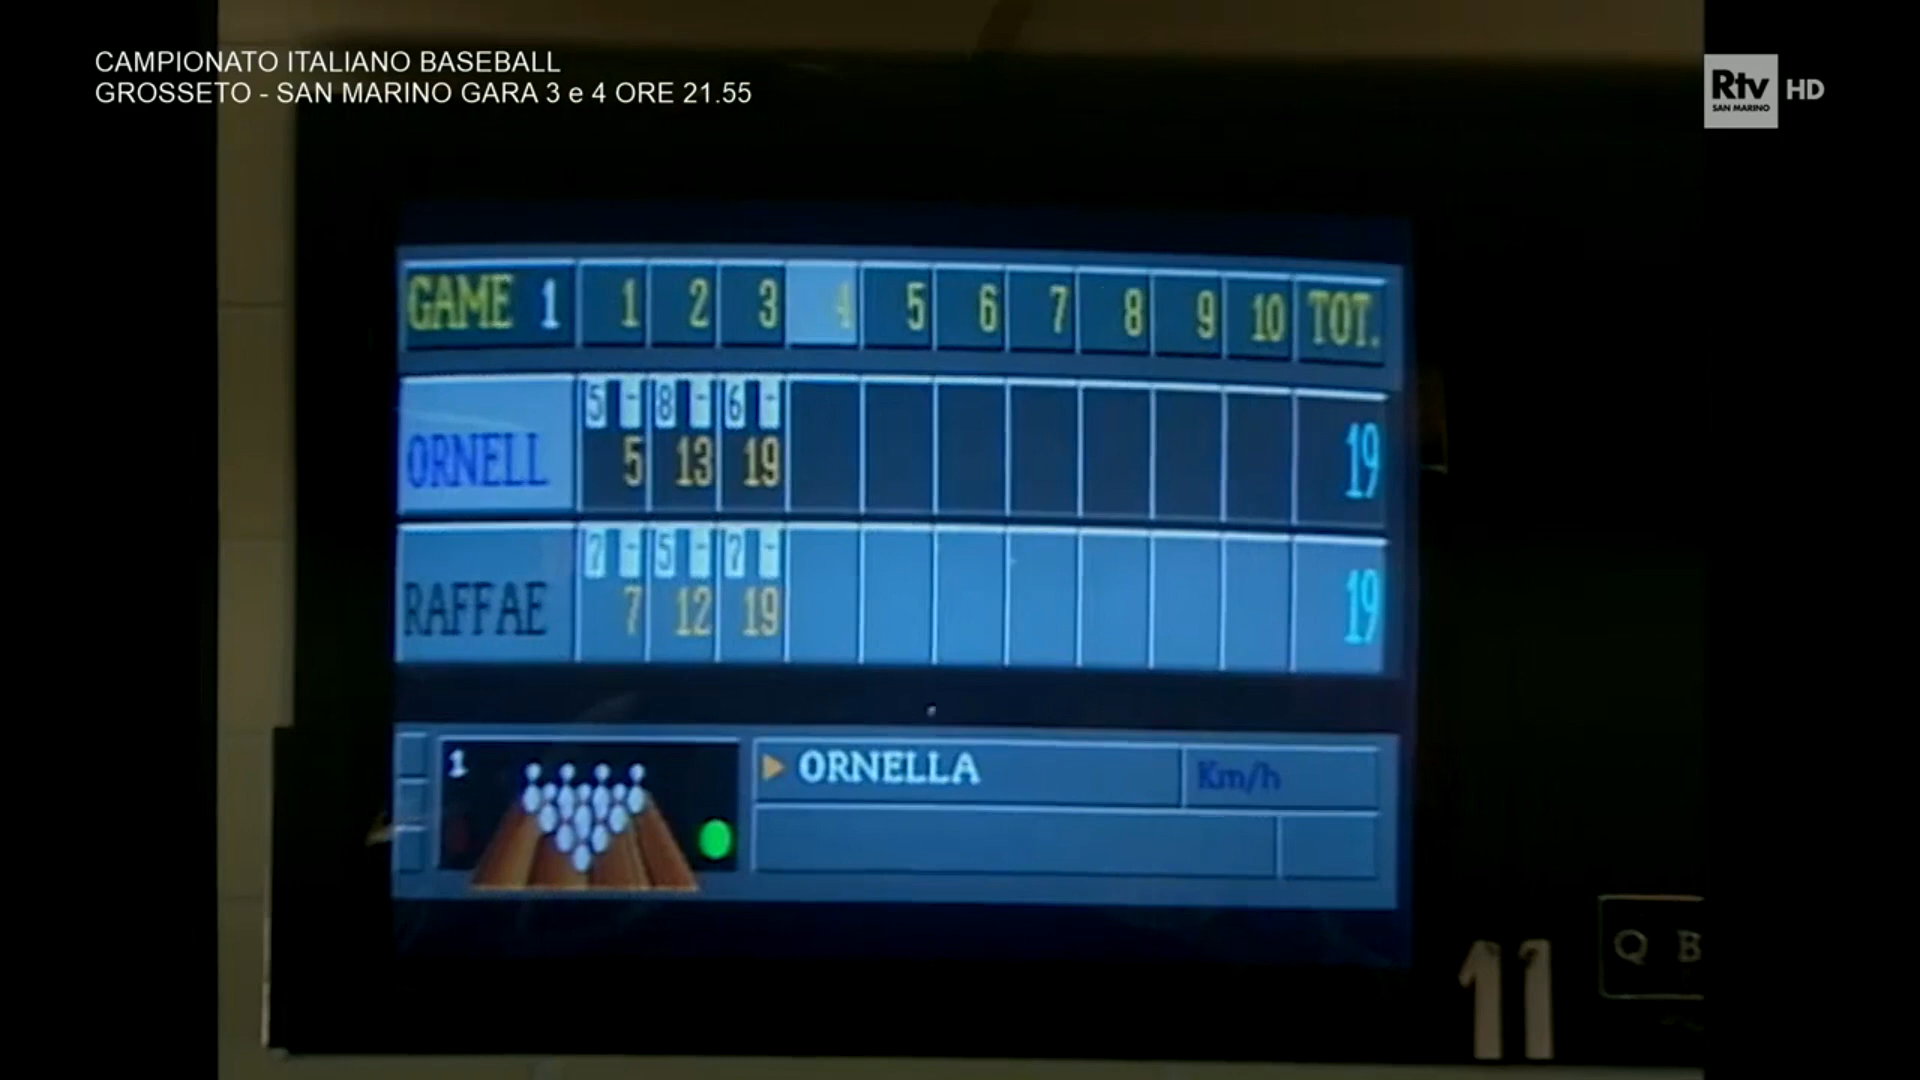 CAMPIONATO ITALIANO BASEBALL
GROSSETO - SAN MARINO GARA 3 e 4 ORE 21.55
Rtv HD
SAN MARINO
GAME 1 1 2 3 4 5 6 7 8 9 10 TOT.
5 - 8 - 6 -
ORNELL 5 13 19 19
7 - 5 - 7 -
RAFFAE 7 12 19 19
1 ORNELLA Km/h
11
Q B